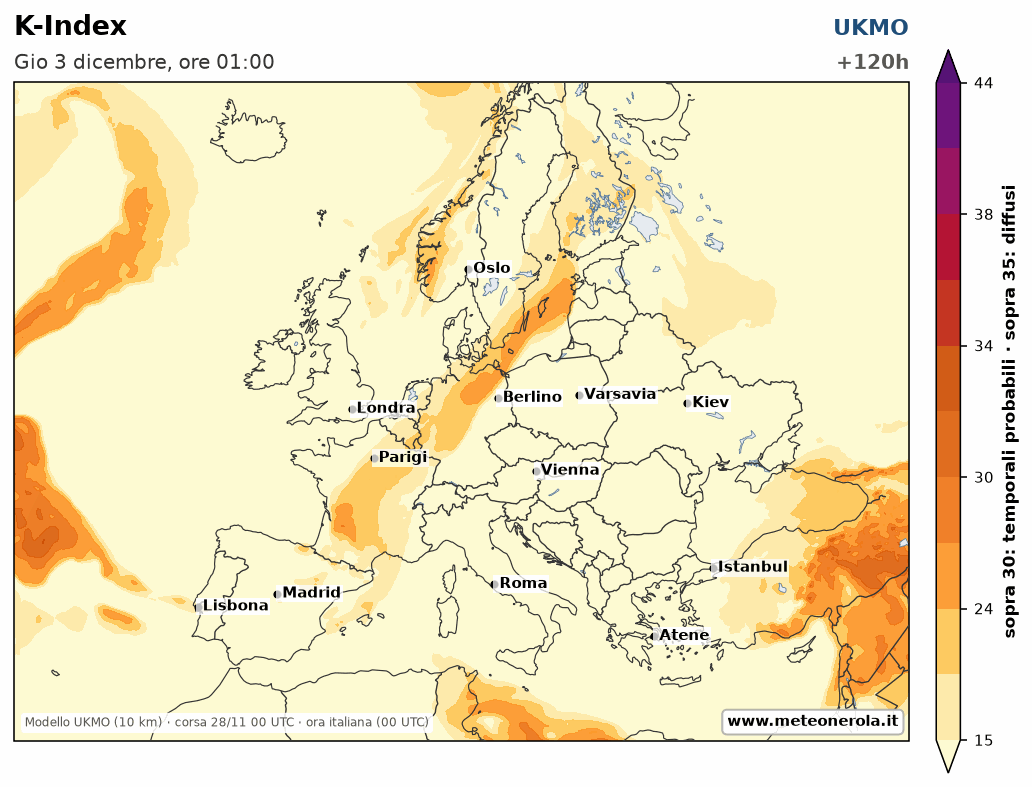 K-Index
UKMO
Gio 3 dicembre, ore 01:00
+120h
44
38
34
30
24
15
sopra 30: temporali probabili · sopra 35: diffusi
Oslo
Londra
Berlino
Varsavia
Kiev
Parigi
Vienna
Istanbul
Madrid
Roma
Lisbona
Atene
Modello UKMO (10 km) · corsa 28/11 00 UTC · ora italiana (00 UTC)
www.meteonerola.it